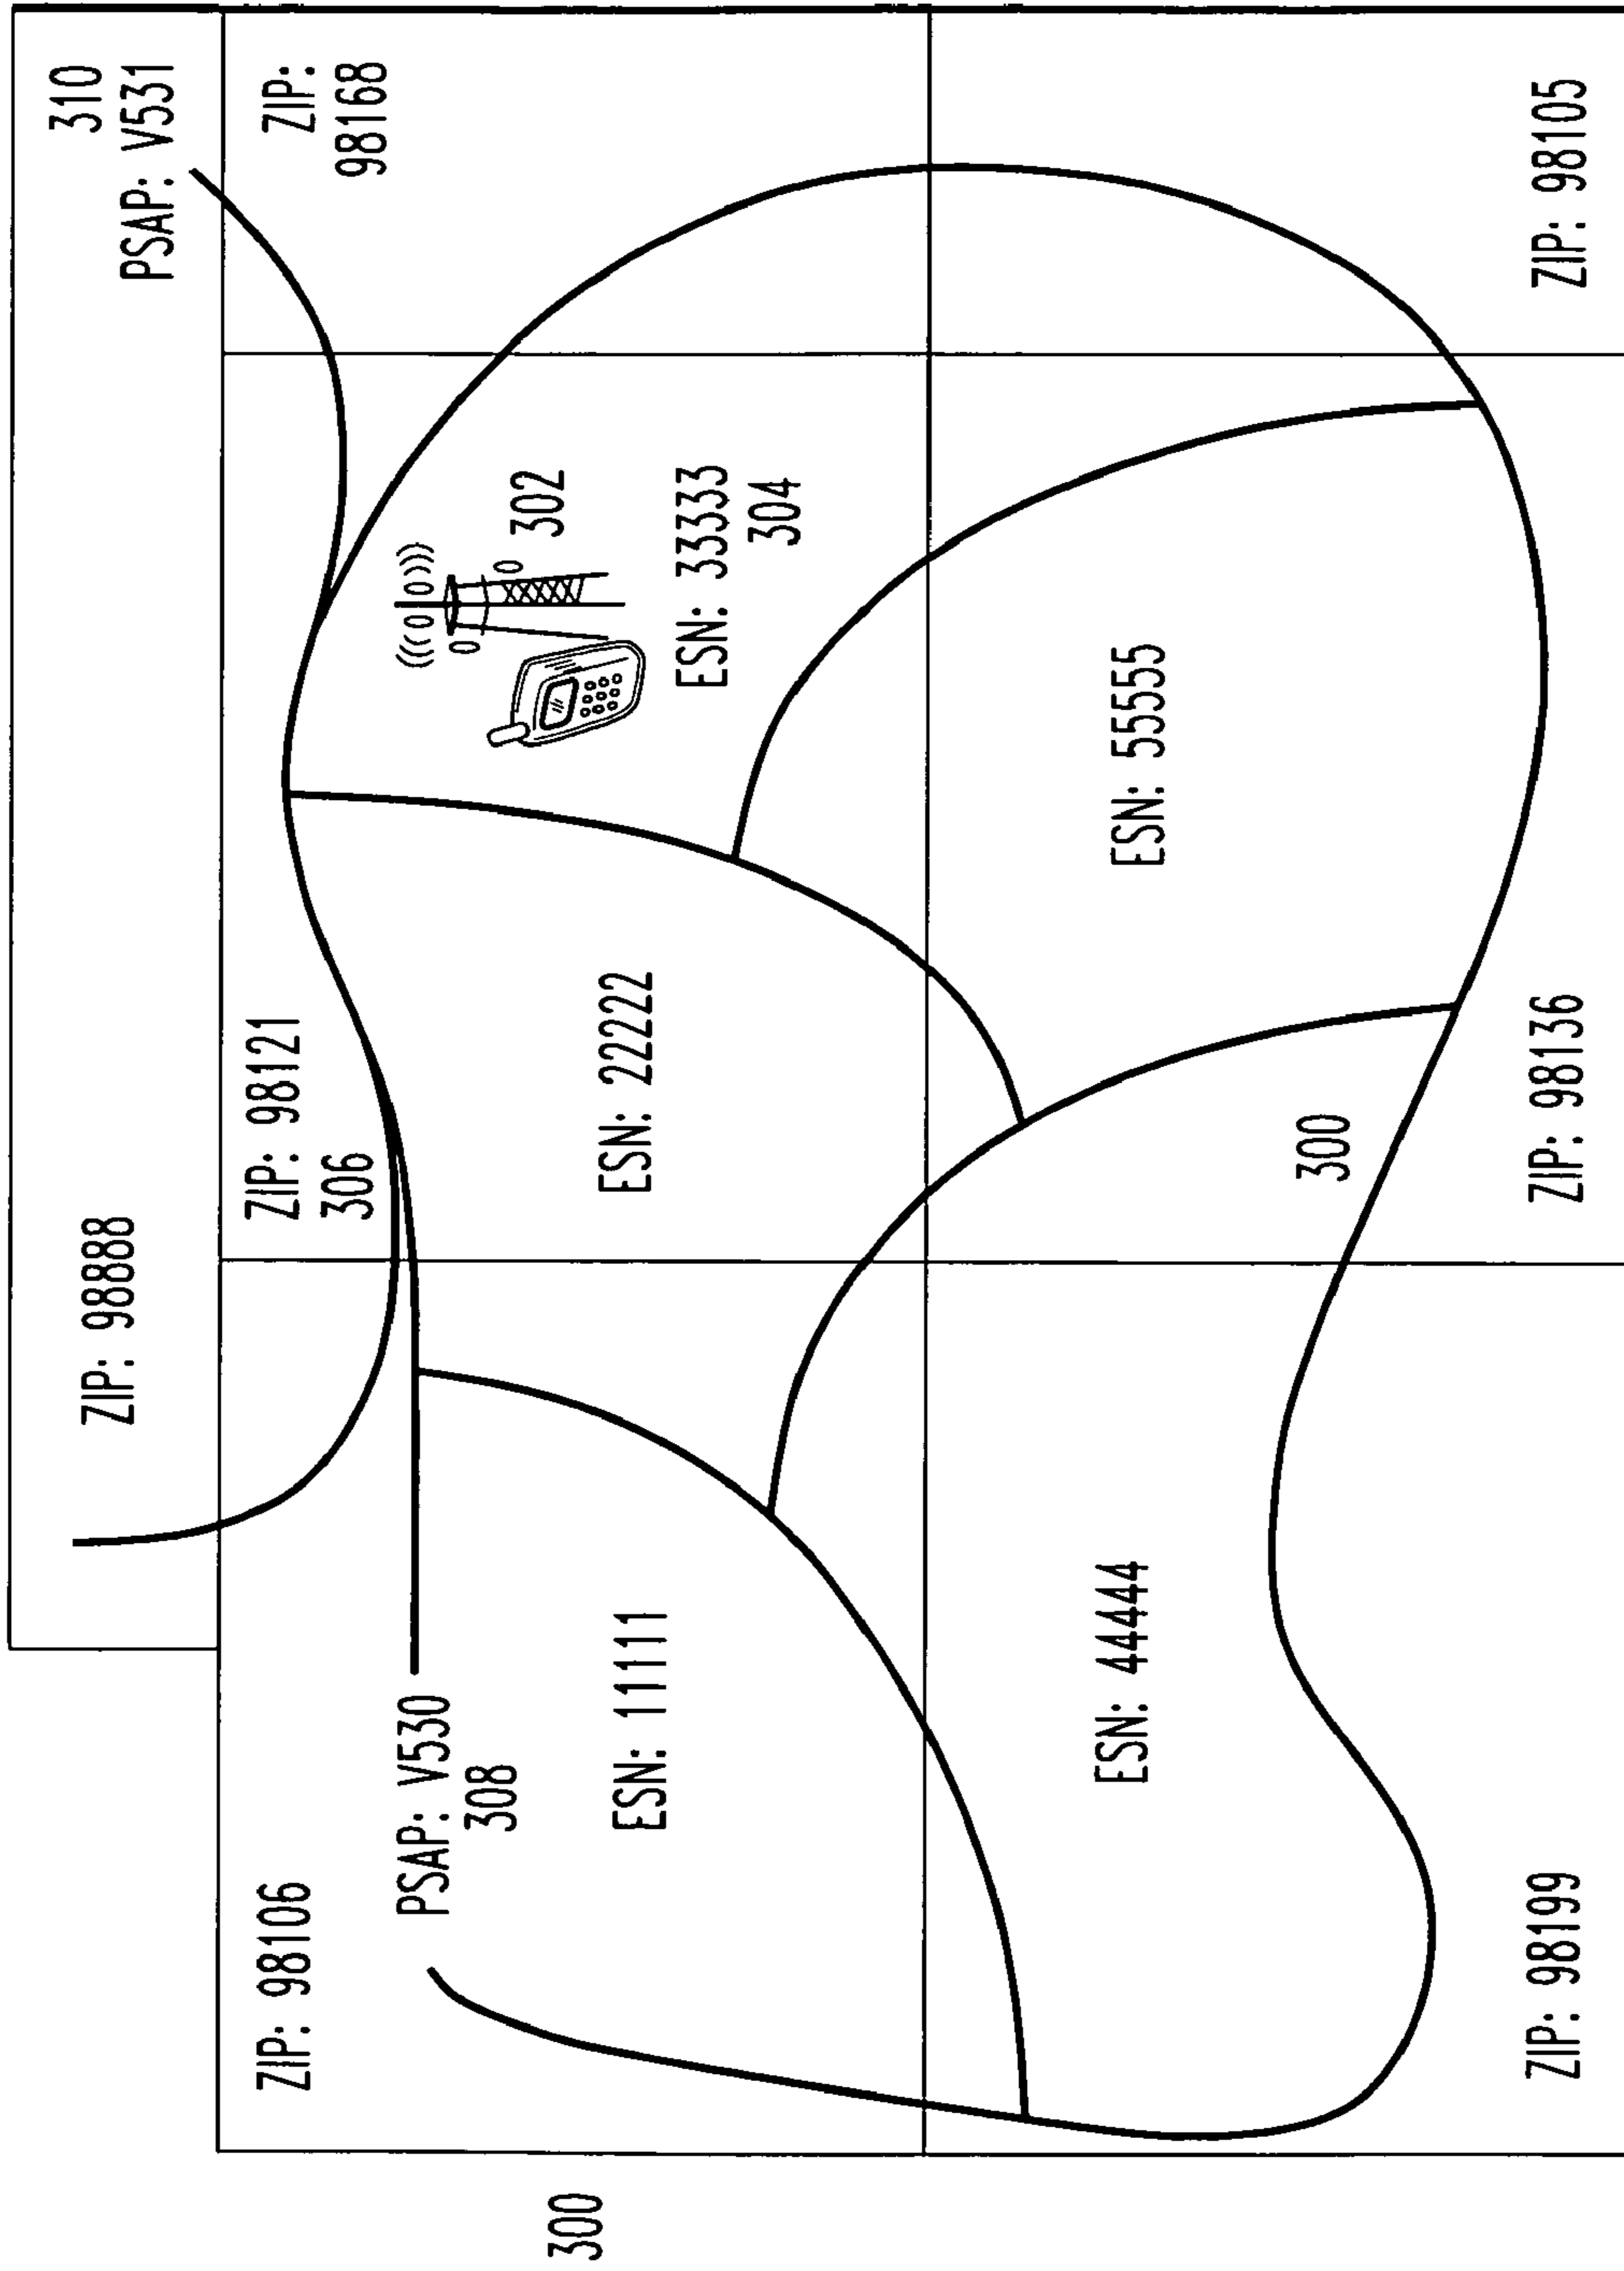 ZIP: 98888
310
PSAP: V531
ZIP: 98106
ZIP: 98121
306
ZIP:
98168
PSAP: V530
308
302
300
ESN: 11111
ESN: 22222
ESN: 33333
304
ESN: 44444
ESN: 55555
300
ZIP: 98199
ZIP: 98136
ZIP: 98105